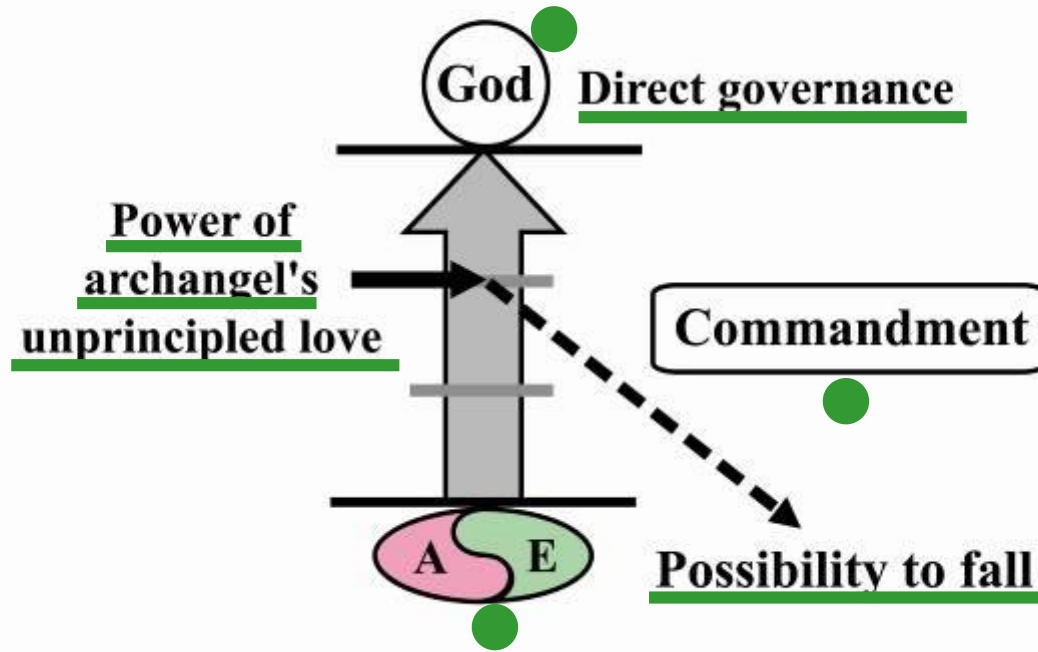 God
Direct governance
Power of
archangel's
unprincipled love
Commandment
A E
Possibility to fall